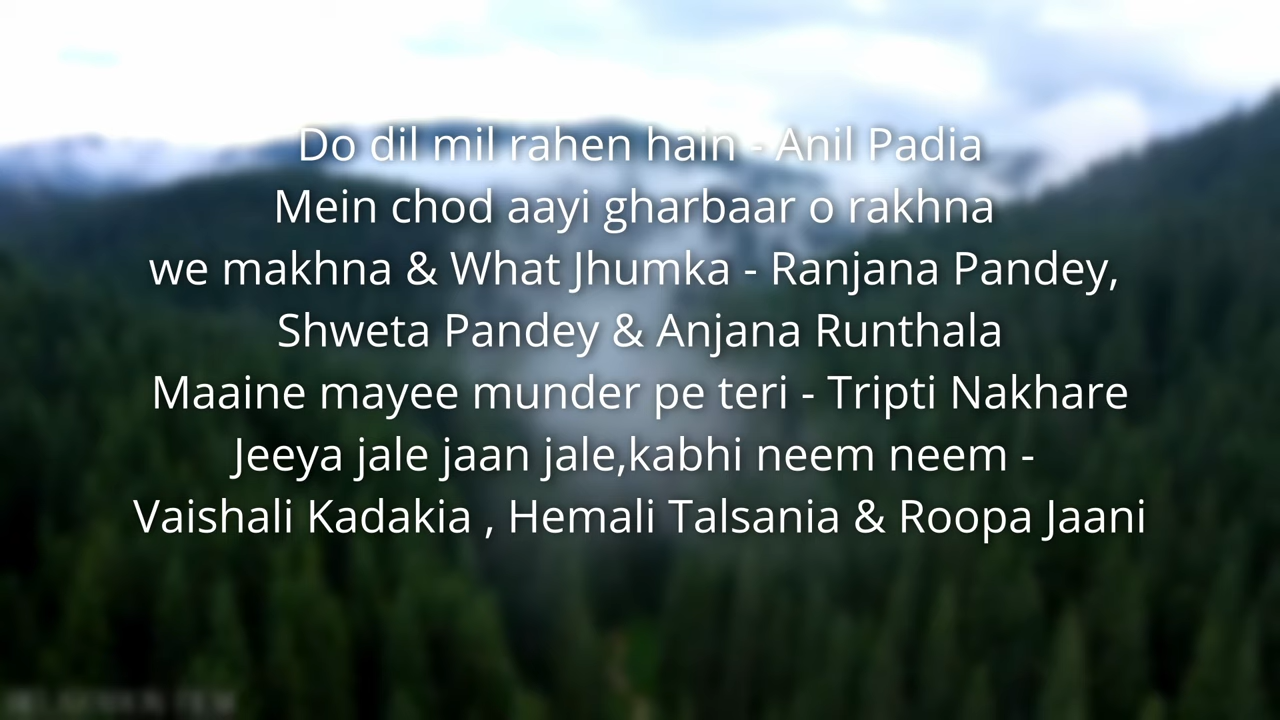 Do dil mil rahen hain - Anil Padia
Mein chod aayi gharbaar o rakhna
we makhna & What Jhumka - Ranjana Pandey,
Shweta Pandey & Anjana Runthala
Maaine mayee munder pe teri - Tripti Nakhare
Jeeya jale jaan jale,kabhi neem neem -
Vaishali Kadakia , Hemali Talsania & Roopa Jaani